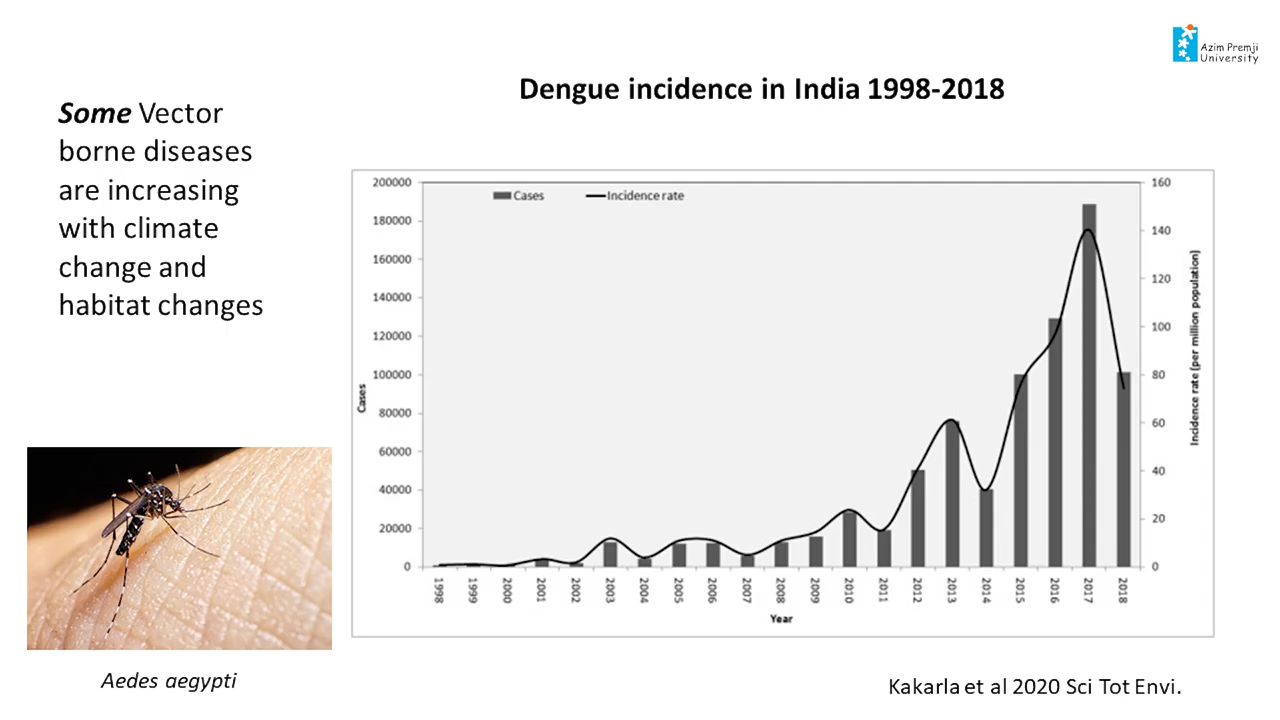 Azim Premji
University
Dengue incidence in India 1998-2018
Some Vector
borne diseases
are increasing
with climate
change and
habitat changes
Cases
Incidence rate
200000
180000
160000
140000
120000
100000
80000
60000
40000
20000
0
Cases
160
140
120
100
80
60
40
20
0
Incidence rate (per million population)
1998
1999
2000
2001
2002
2003
2004
2005
2006
2007
2008
2009
2010
2011
2012
2013
2014
2015
2016
2017
2018
Year
Aedes aegypti
Kakarla et al 2020 Sci Tot Envi.